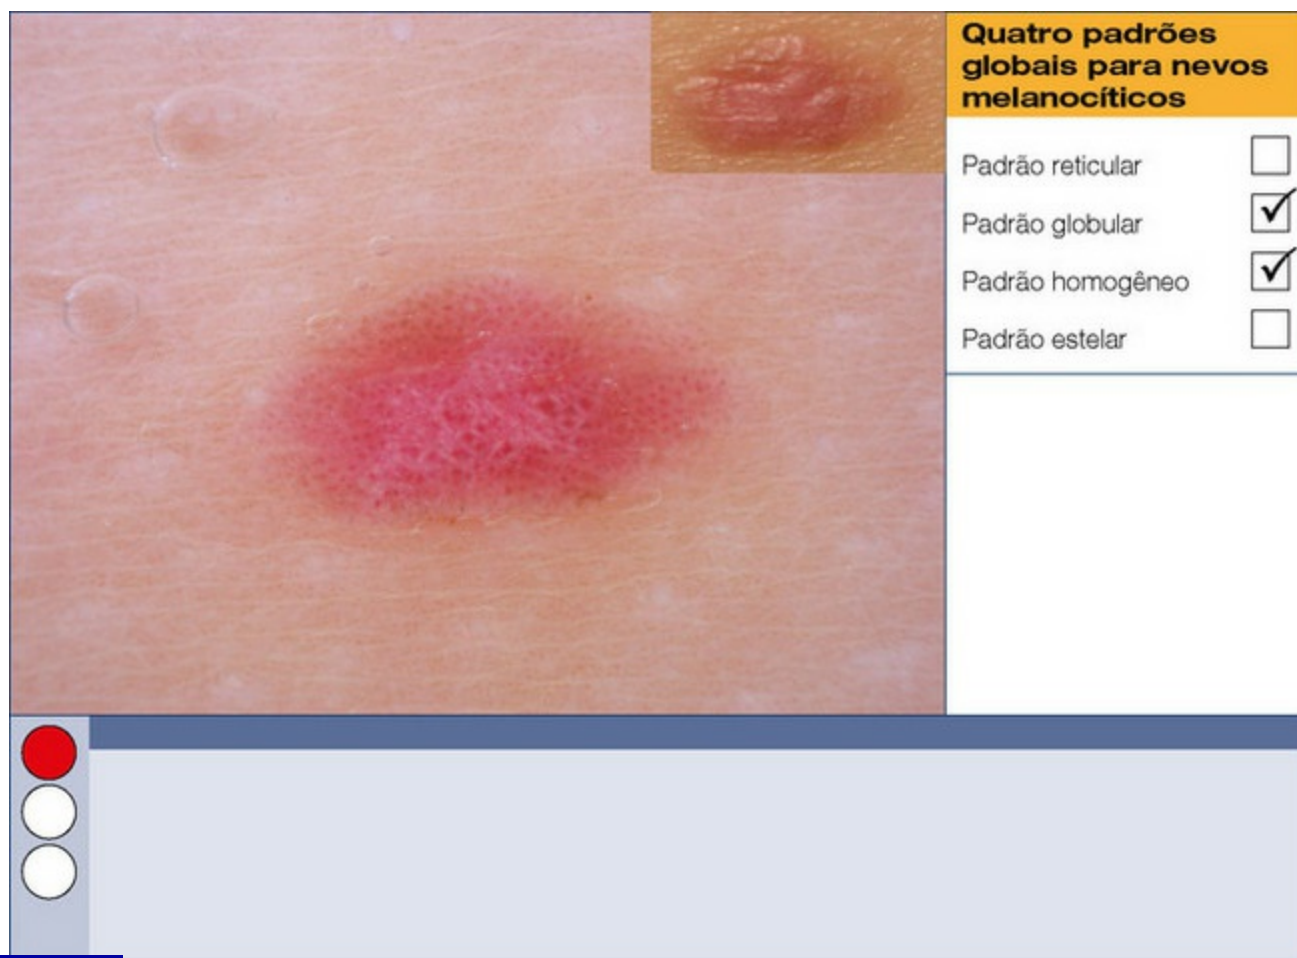 Quatro padrões
globais para nevos
melanocíticos
Padrão reticular
Padrão globular
Padrão homogêneo
Padrão estelar